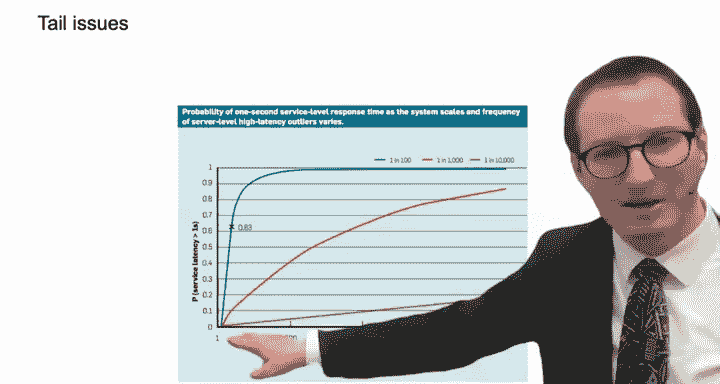 Tail issues
Probability of one-second service-level response time as the system scales and frequency
of server-level high-latency outliers varies.
1 in 100 1 in 1,000 1 in 10,000
1
0.9
0.8
0.7
0.6
0.5
0.4
0.3
0.2
0.1
0
0.63
P (service latency > 1s)
1